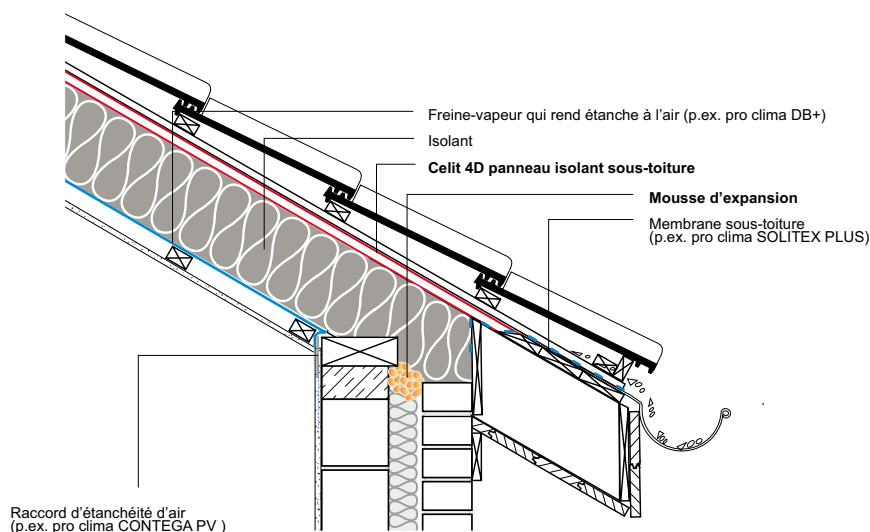 Freine-vapeur qui rend étanche à l'air (p.ex. pro clima DB+)
Isolant
Celit 4D panneau isolant sous-toiture
Mousse d'expansion
Membrane sous-toiture
(p.ex. pro clima SOLITEX PLUS)
Raccord d'étanchéité d'air
(p.ex. pro clima CONTEGA PV )